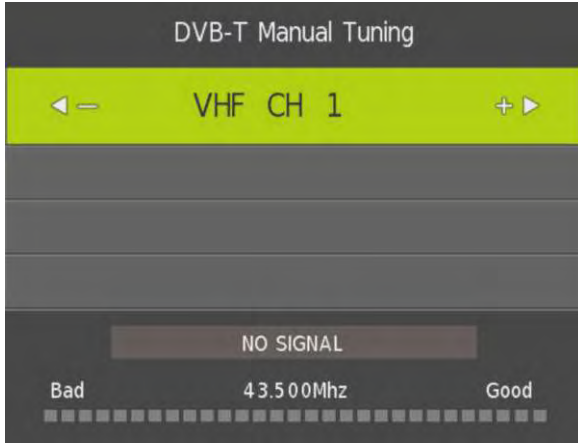 DVB-T Manual Tuning
— VHF CH 1 +
NO SIGNAL
Bad 43.500Mhz Good